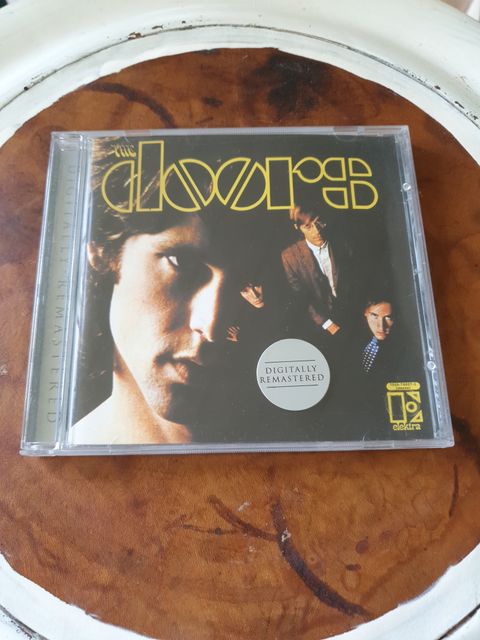 THE
doors
DIGITALLY REMASTERED
DIGITALLY
REMASTERED
elektra